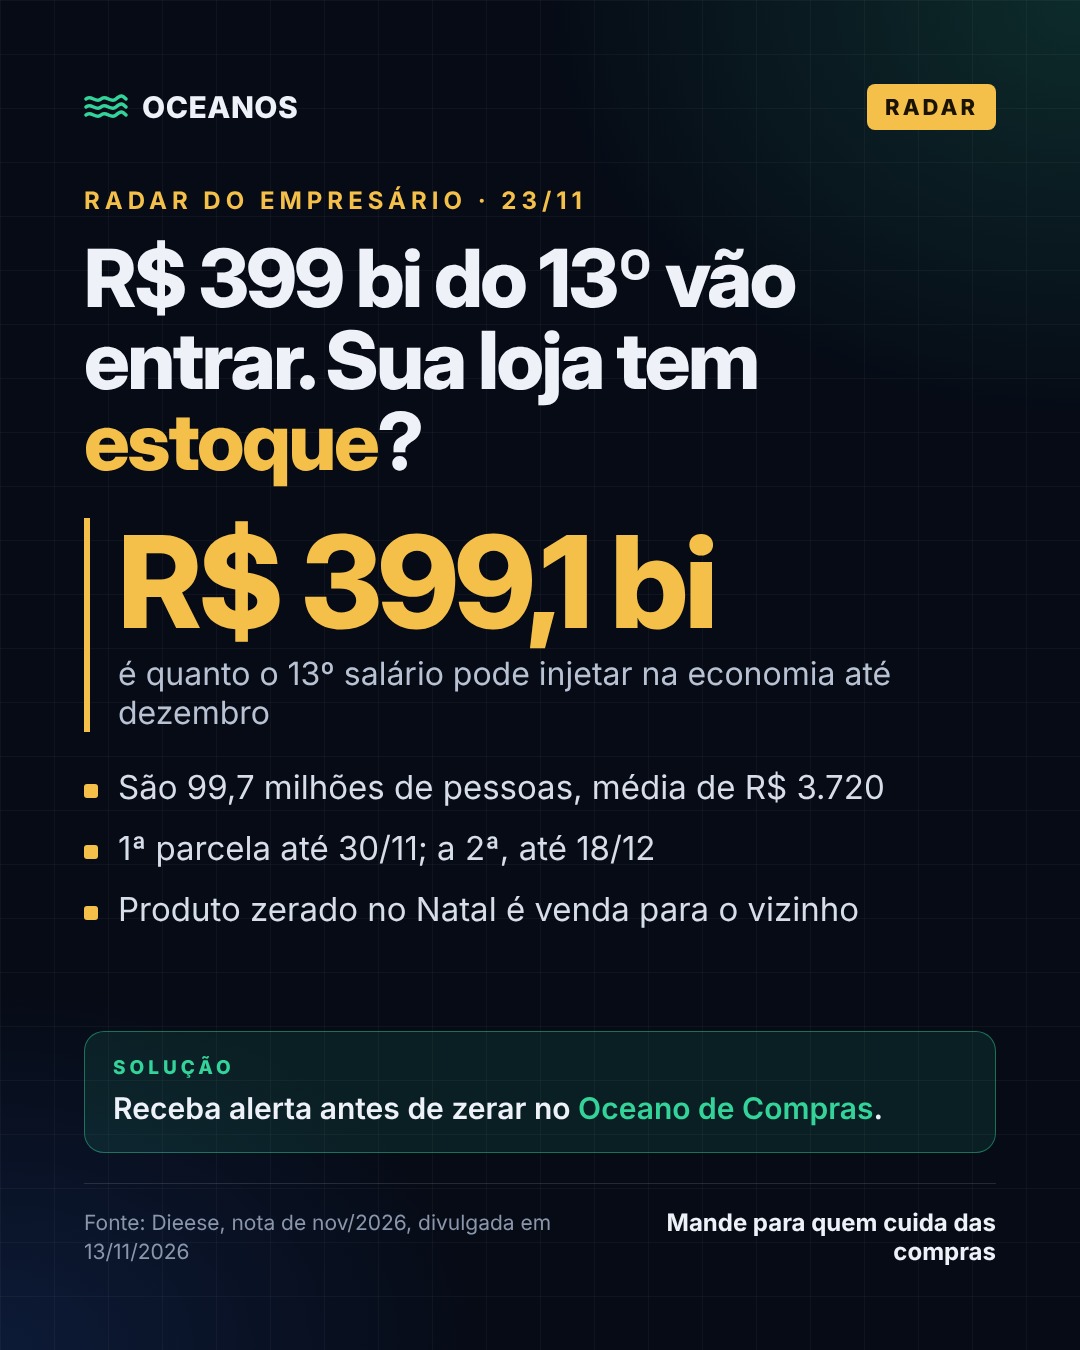 OCEANOS
RADAR
RADAR DO EMPRESÁRIO · 23/11
R$ 399 bi do 13º vão
entrar. Sua loja tem
estoque?
R$ 399,1 bi
é quanto o 13º salário pode injetar na economia até
dezembro
São 99,7 milhões de pessoas, média de R$ 3.720
1ª parcela até 30/11; a 2ª, até 18/12
Produto zerado no Natal é venda para o vizinho
SOLUÇÃO
Receba alerta antes de zerar no Oceano de Compras.
Fonte: Dieese, nota de nov/2026, divulgada em
13/11/2026
Mande para quem cuida das
compras